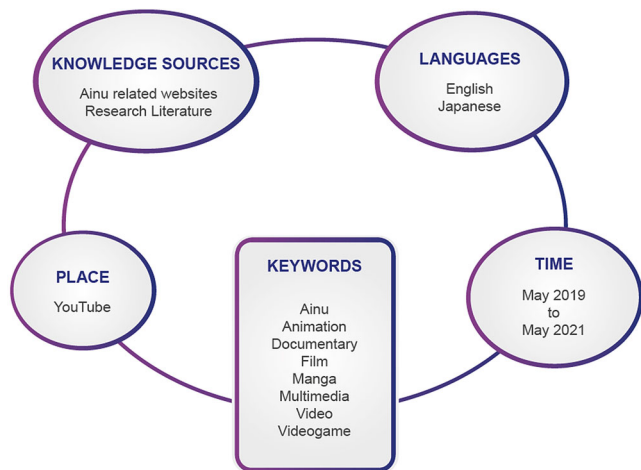 KNOWLEDGE SOURCES
Ainu related websites
Research Literature
LANGUAGES
English
Japanese
PLACE
YouTube
KEYWORDS
Ainu
Animation
Documentary
Film
Manga
Multimedia
Video
Videogame
TIME
May 2019
to
May 2021